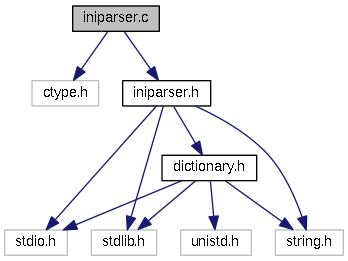 iniparser.c
ctype.h
iniparser.h
dictionary.h
stdio.h
stdlib.h
unistd.h
string.h